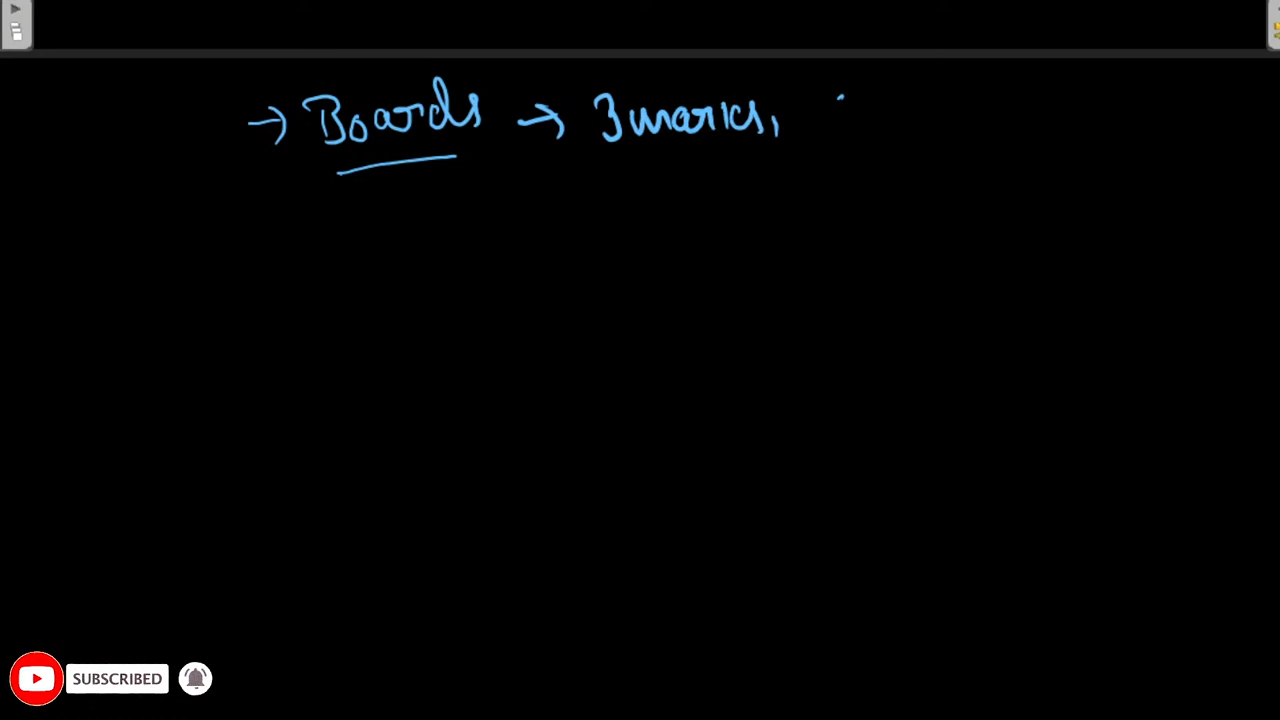 → Boards → 3 marks,
SUBSCRIBED